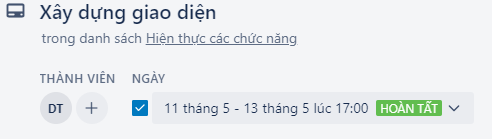 Xây dựng giao diện
trong danh sách Hiện thực các chức năng
THÀNH VIÊN NGÀY
DT + 11 tháng 5 - 13 tháng 5 lúc 17:00 HOÀN TẤT